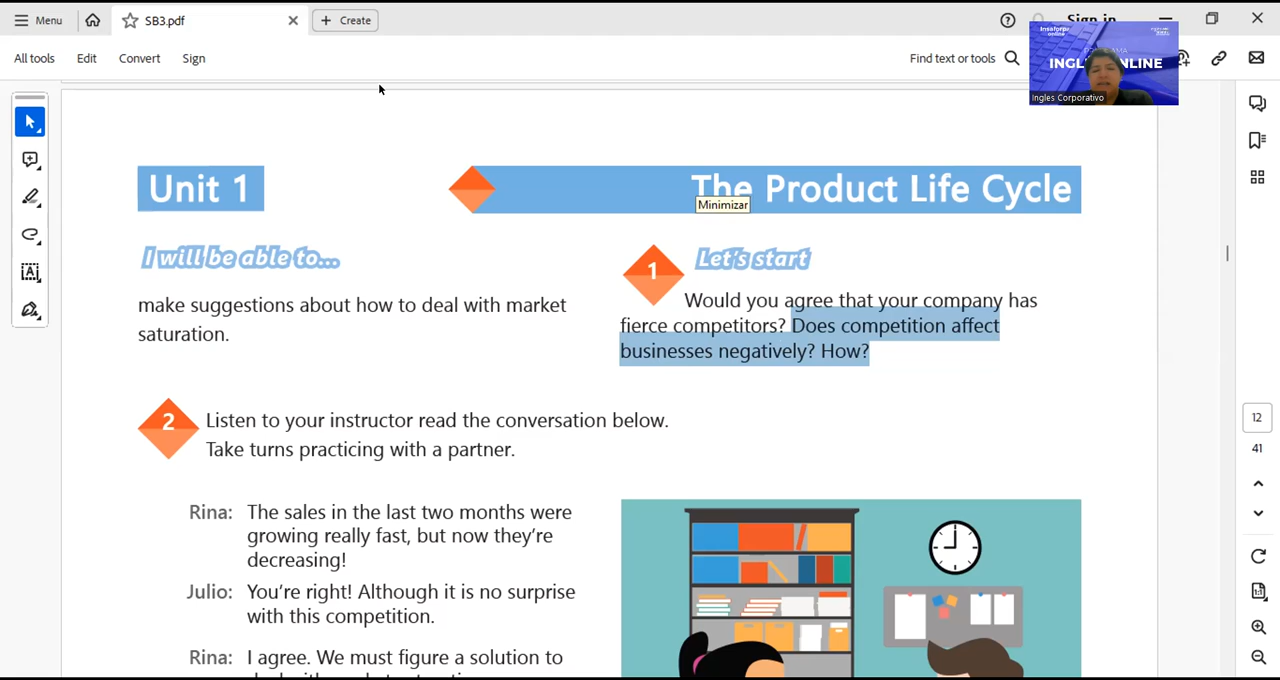 Menu
SB3.pdf
Create
Sign in
All tools
Edit
Convert
Sign
Find text or tools
INGL
ONLINE
Ingles Corporativo
Unit 1
The Product Life Cycle
Minimizar
I will be able to...
make suggestions about how to deal with market
saturation.
1
Let's start
Would you agree that your company has
fierce competitors? Does competition affect
businesses negatively? How?
2
Listen to your instructor read the conversation below.
Take turns practicing with a partner.
Rina: The sales in the last two months were
growing really fast, but now they're
decreasing!
Julio: You're right! Although it is no surprise
with this competition.
Rina: I agree. We must figure a solution to
12
41